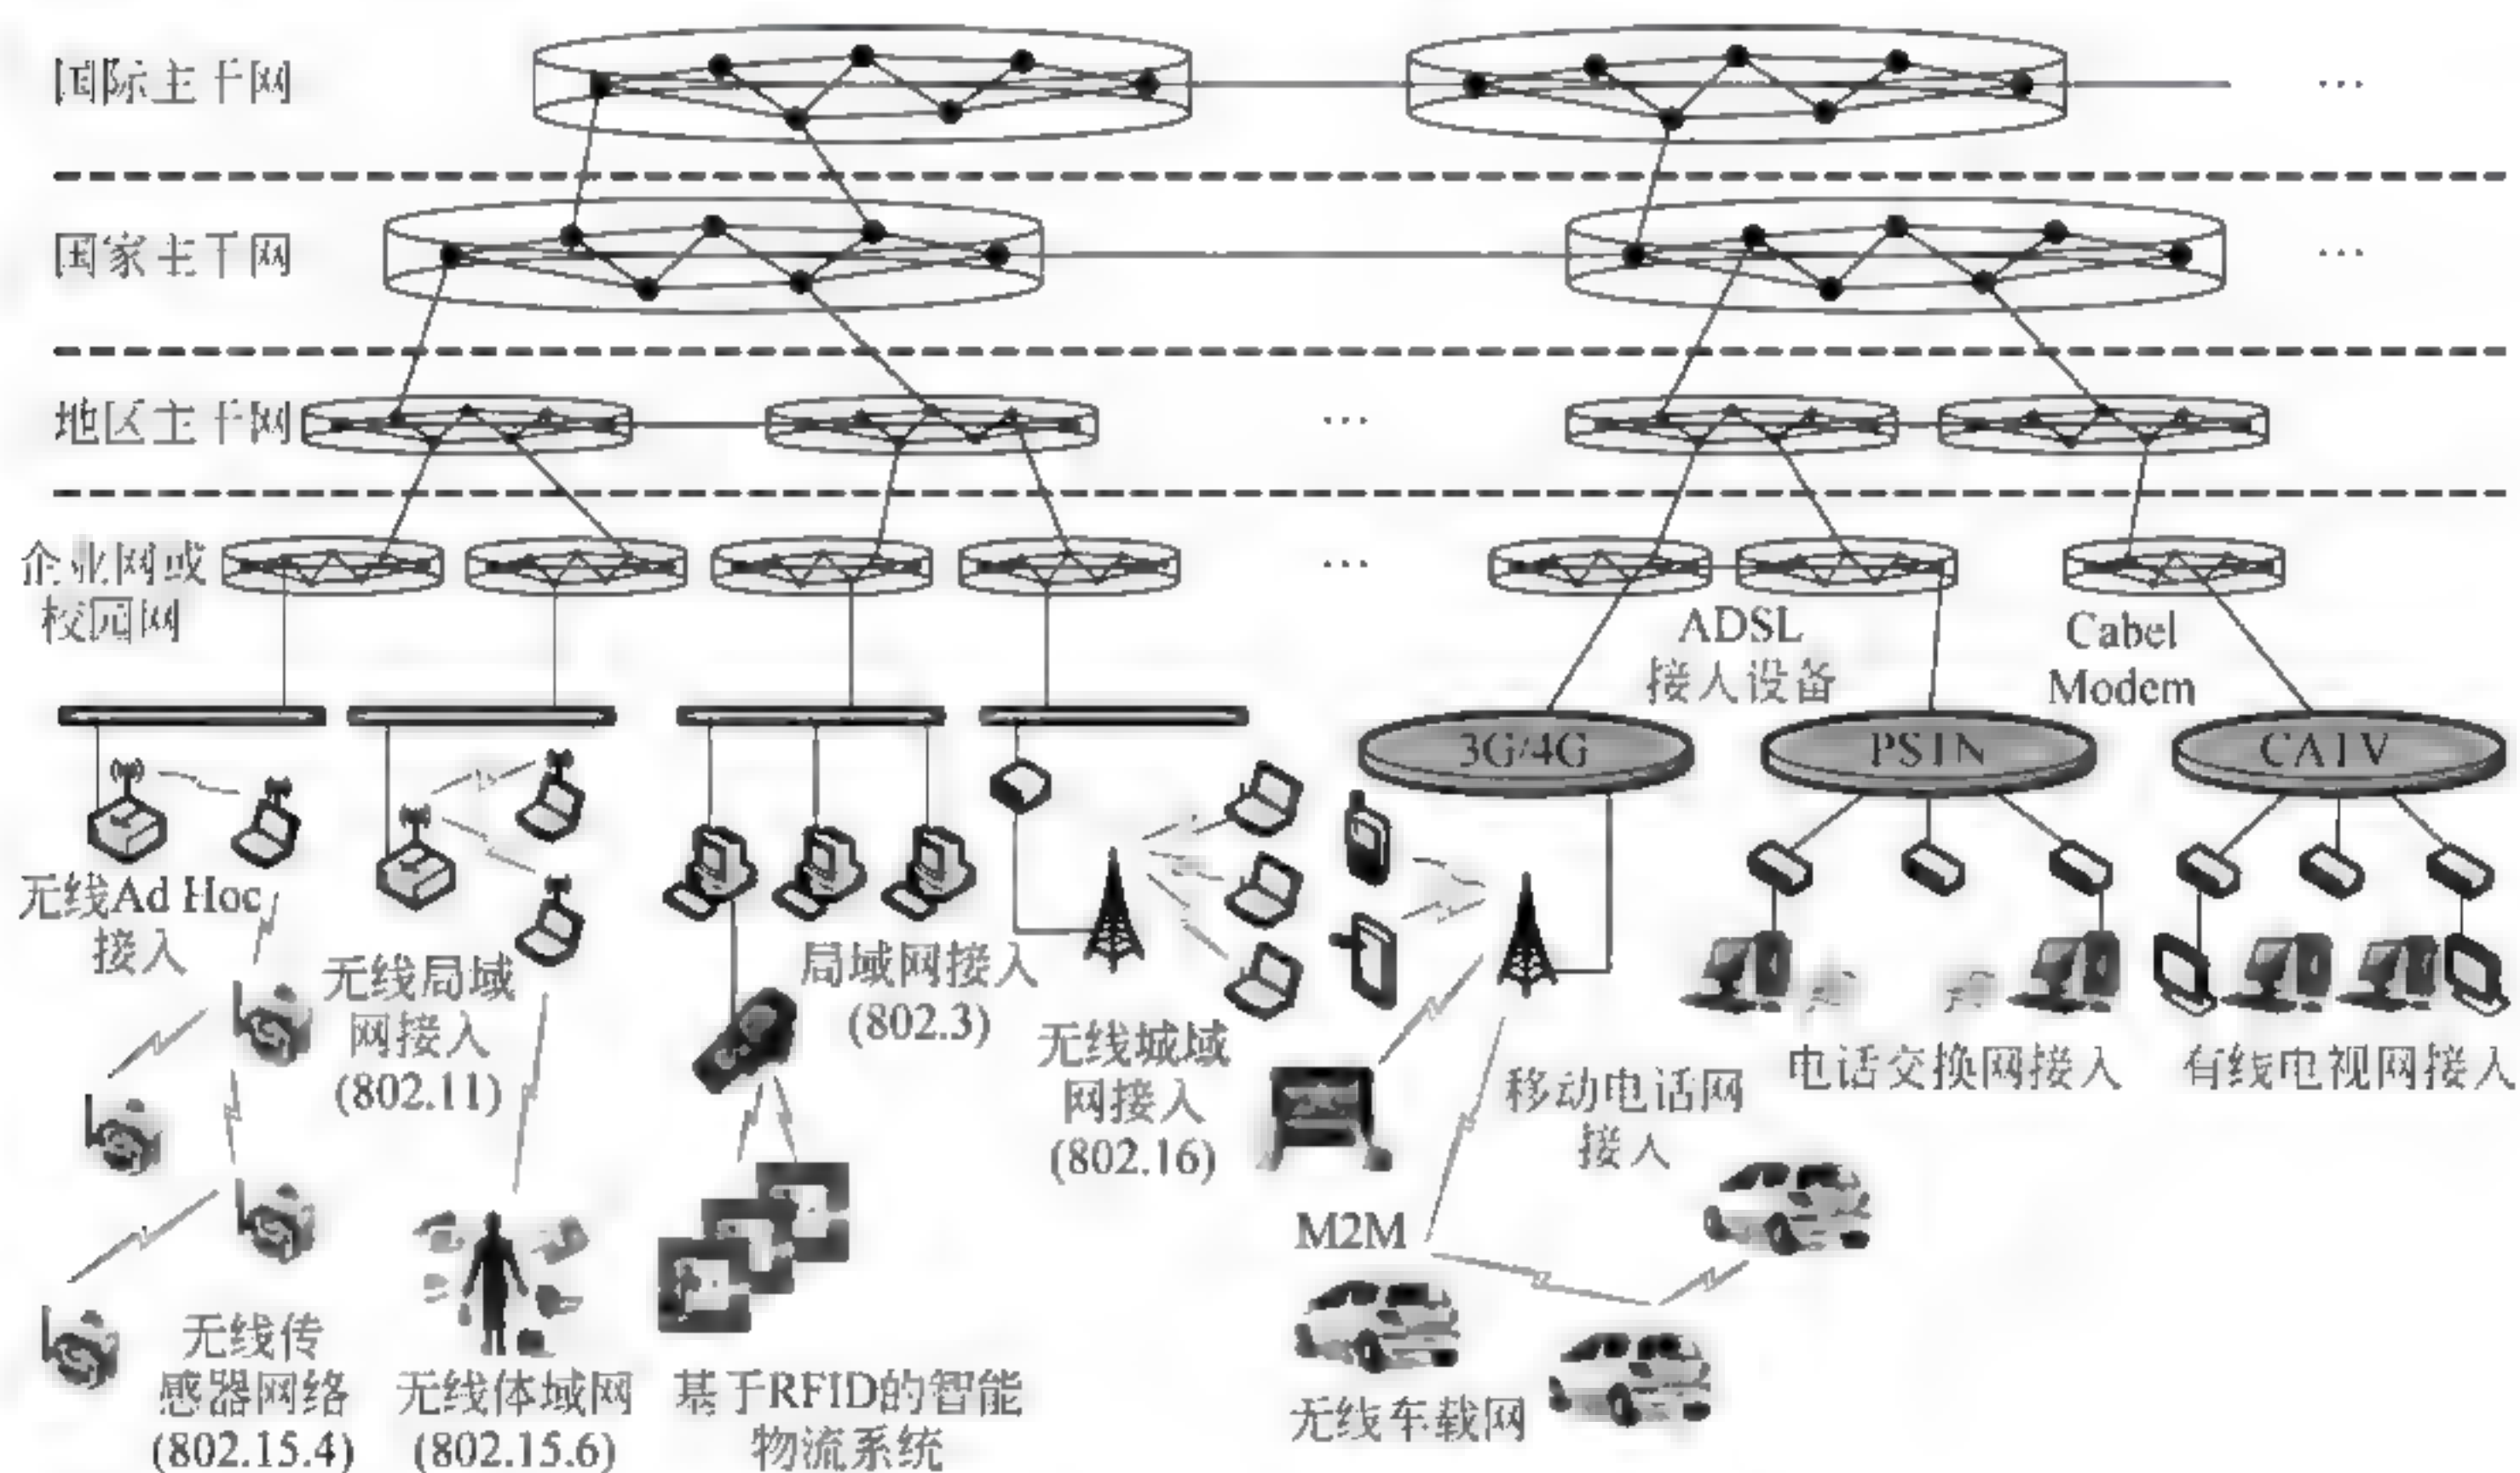 国际主干网
...
国家主干网
...
地区主干网
...
企业网或
校园网
...
ADSL
接入设备
Cabel
Modem
3G/4G
PSTN
CATV
无线Ad Hoc
接入
无线局域
网接入
(802.11)
局域网接入
(802.3)
无线城域
网接入
(802.16)
移动电话网
接入
电话交换网接入
有线电视网接入
M2M
无线传
感器网络
(802.15.4)
无线体域网
(802.15.6)
基于RFID的智能
物流系统
无线车载网